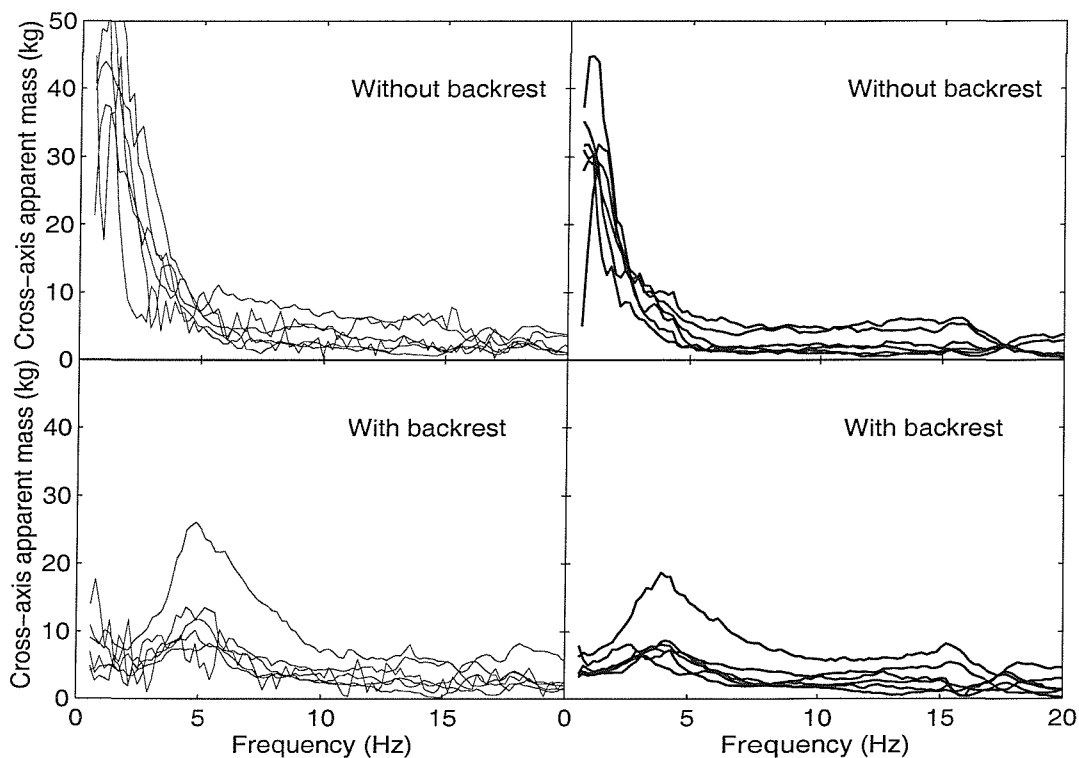 Cross-axis apparent mass (kg)
50
40
30
20
10
0
Without backrest
Without backrest
Cross-axis apparent mass (kg)
40
30
20
10
0
With backrest
With backrest
0 5 10 15 0 5 10 15 20
Frequency (Hz) Frequency (Hz)